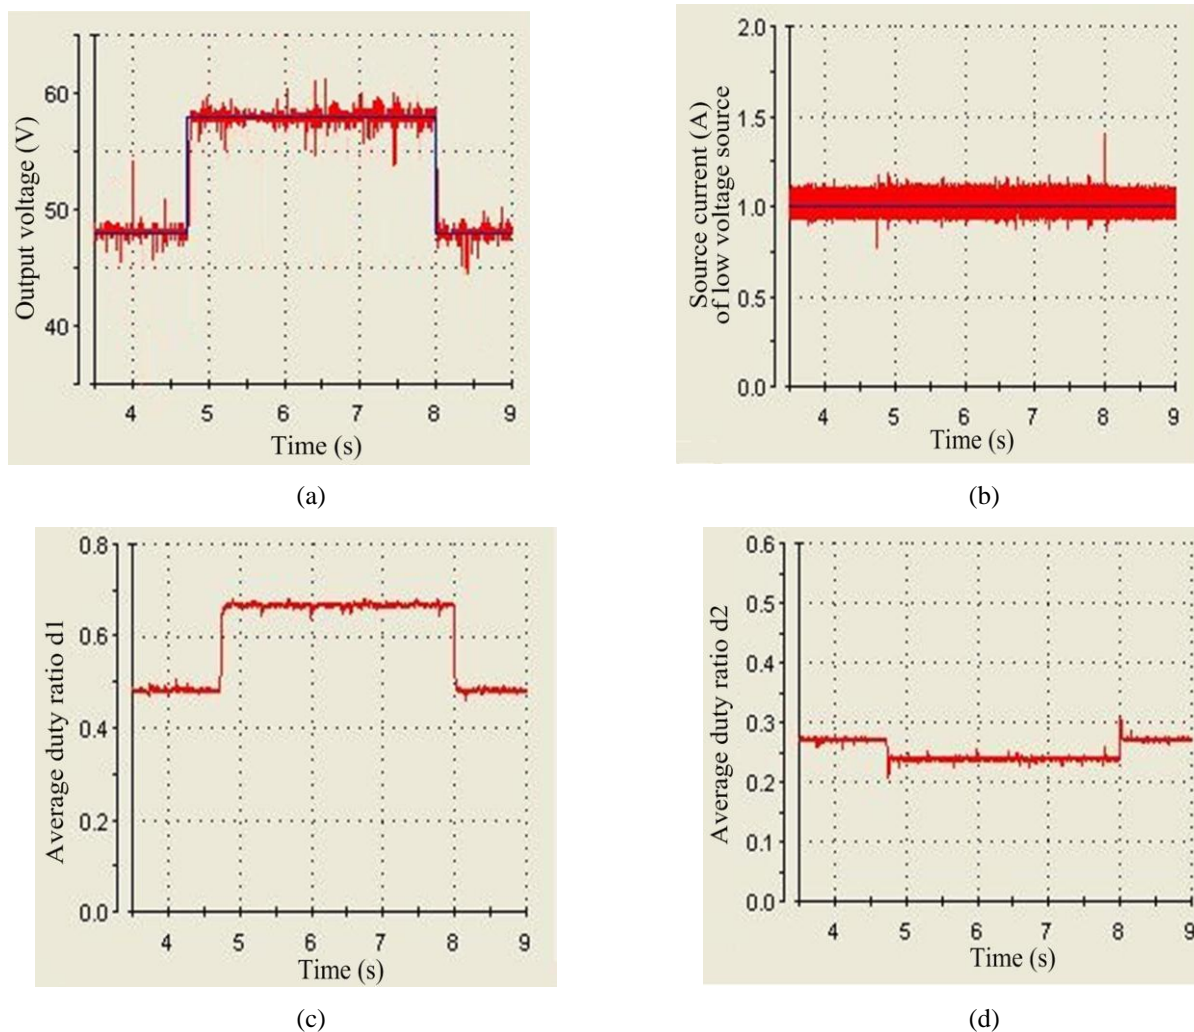 Output voltage (V)
60
50
40
4 5 6 7 8 9
Time (s)
(a)
Source current (A)
of low voltage source
2.0
1.5
1.0
0.5
0.0
4 5 6 7 8 9
Time (s)
(b)
Average duty ratio d1
0.8
0.6
0.4
0.2
0.0
4 5 6 7 8 9
Time (s)
(c)
Average duty ratio d2
0.6
0.5
0.4
0.3
0.2
0.1
0.0
4 5 6 7 8 9
Time (s)
(d)